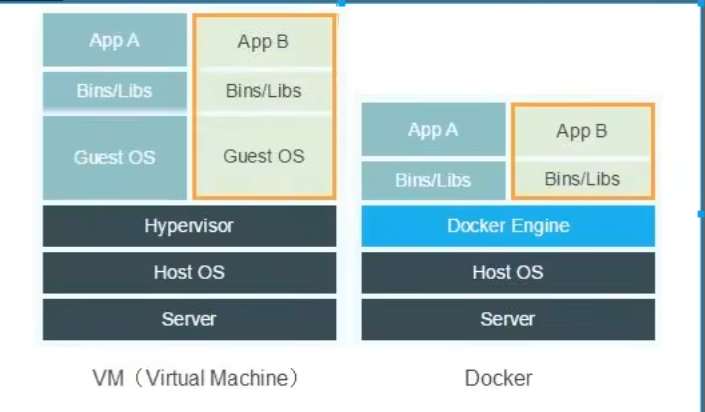 App A
App B
Bins/Libs
Bins/Libs
Guest OS
Guest OS
Hypervisor
Host OS
Server
VM（Virtual Machine）
App A
App B
Bins/Libs
Bins/Libs
Docker Engine
Host OS
Server
Docker